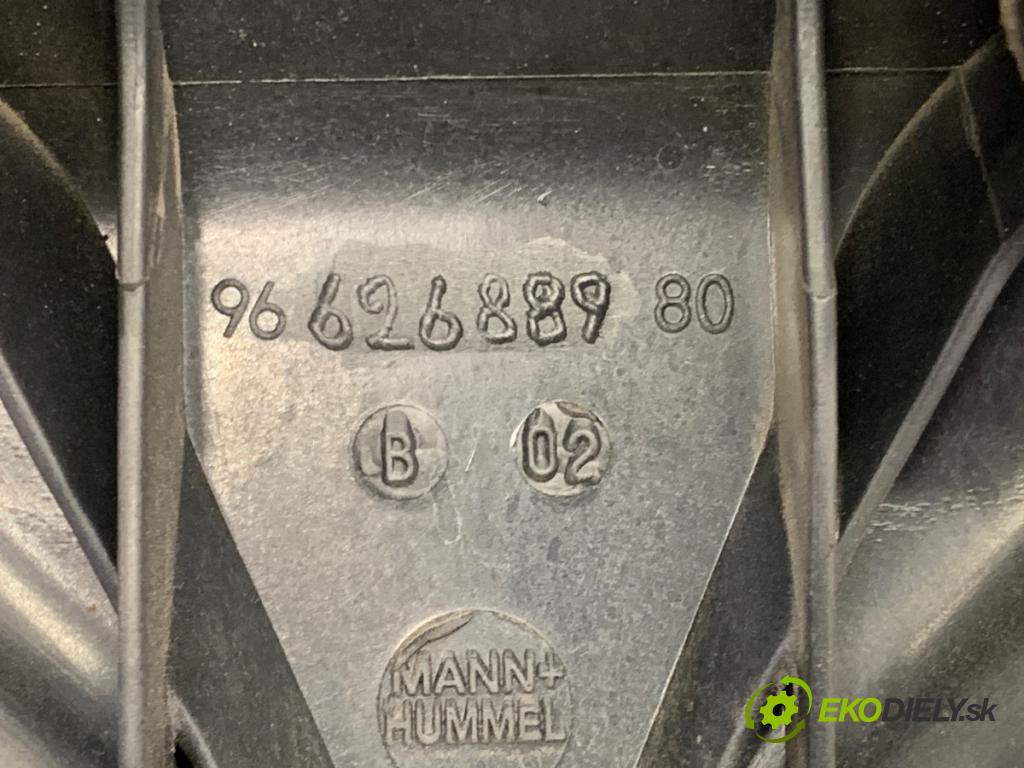 96 626889 80
B 02
MANN+
HUMMEL
EKODIELY.sk